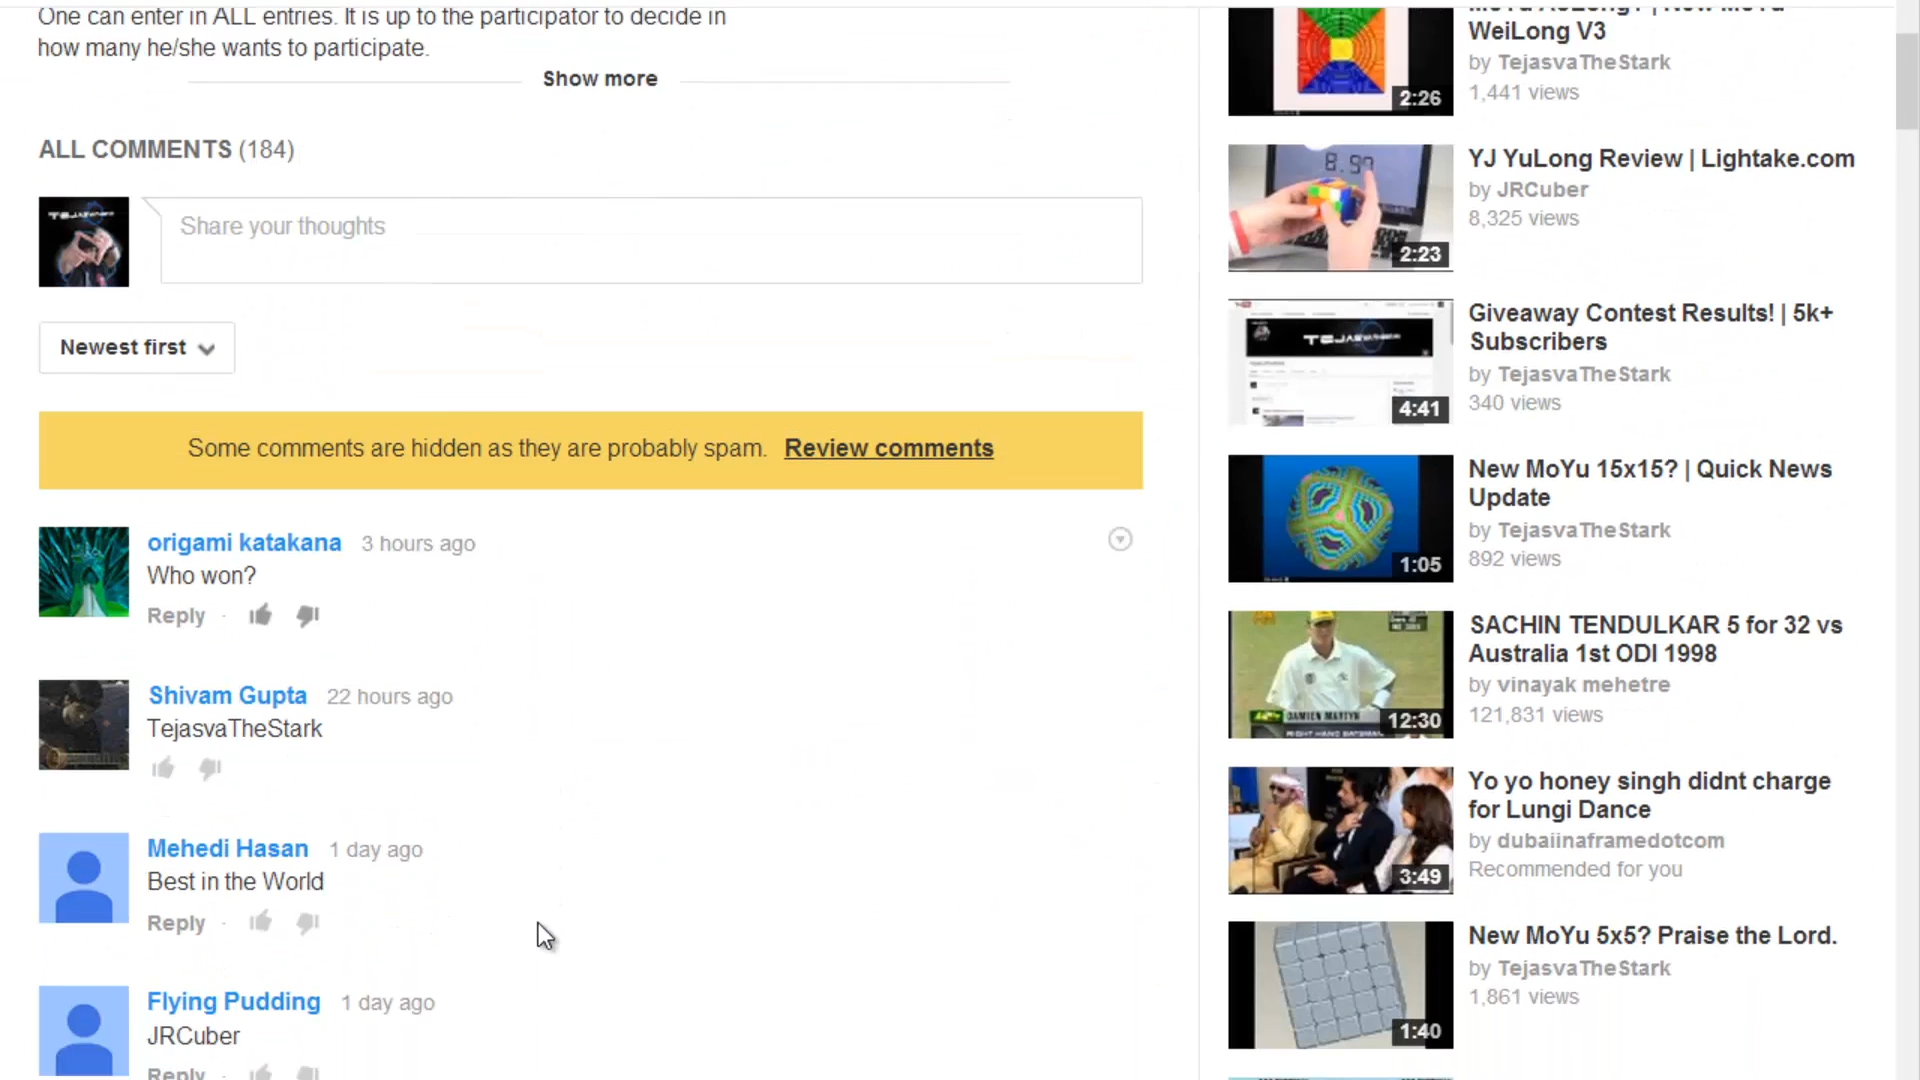 One can enter in ALL entries. It is up to the participator to decide in
how many he/she wants to participate.
Show more
ALL COMMENTS (184)
Share your thoughts
Newest first
Some comments are hidden as they are probably spam. Review comments
origami katakana 3 hours ago
Who won?
Reply
Shivam Gupta 22 hours ago
TejasvaTheStark
Mehedi Hasan 1 day ago
Best in the World
Reply
Flying Pudding 1 day ago
JRCuber
Reply
WeiLong V3
by TejasvaTheStark
1,441 views
2:26
YJ YuLong Review | Lightake.com
by JRCuber
8,325 views
2:23
Giveaway Contest Results! | 5k+
Subscribers
by TejasvaTheStark
340 views
4:41
New MoYu 15x15? | Quick News
Update
by TejasvaTheStark
892 views
1:05
SACHIN TENDULKAR 5 for 32 vs
Australia 1st ODI 1998
by vinayak mehetre
121,831 views
DAMIEN MARTYN
RIGHT HAND BATSMAN
12:30
Yo yo honey singh didnt charge
for Lungi Dance
by dubaiinaframedotcom
Recommended for you
3:49
New MoYu 5x5? Praise the Lord.
by TejasvaTheStark
1,861 views
1:40